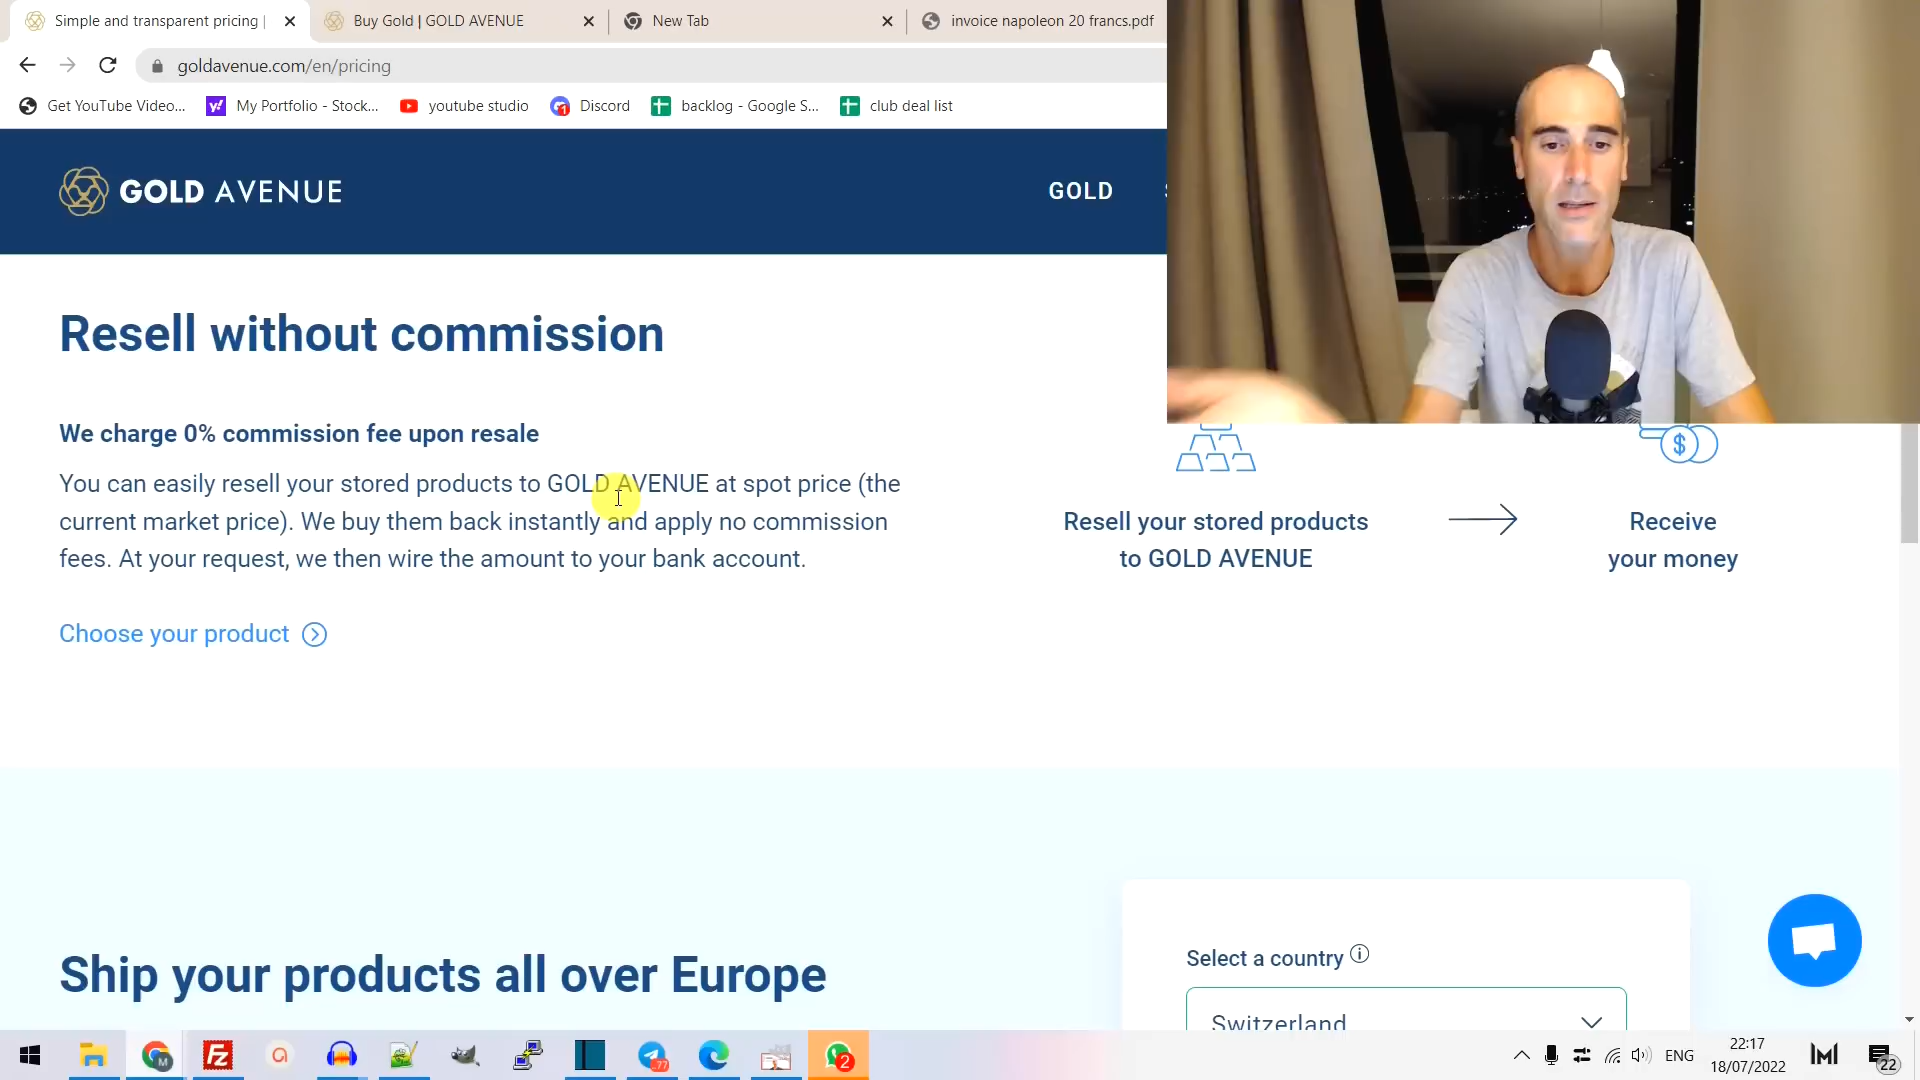 Simple and transparent pricing |
Buy Gold | GOLD AVENUE
New Tab
invoice napoleon 20 francs.pdf
goldavenue.com/en/pricing
Get YouTube Video...
My Portfolio - Stock...
youtube studio
Discord
backlog - Google S...
club deal list
GOLD AVENUE
GOLD
Resell without commission
We charge 0% commission fee upon resale
You can easily resell your stored products to GOLD AVENUE at spot price (the
current market price). We buy them back instantly and apply no commission
fees. At your request, we then wire the amount to your bank account.
Choose your product
Resell your stored products
to GOLD AVENUE
Receive
your money
Ship your products all over Europe
Select a country
Switzerland
77
2
ENG
22:17
18/07/2022
22